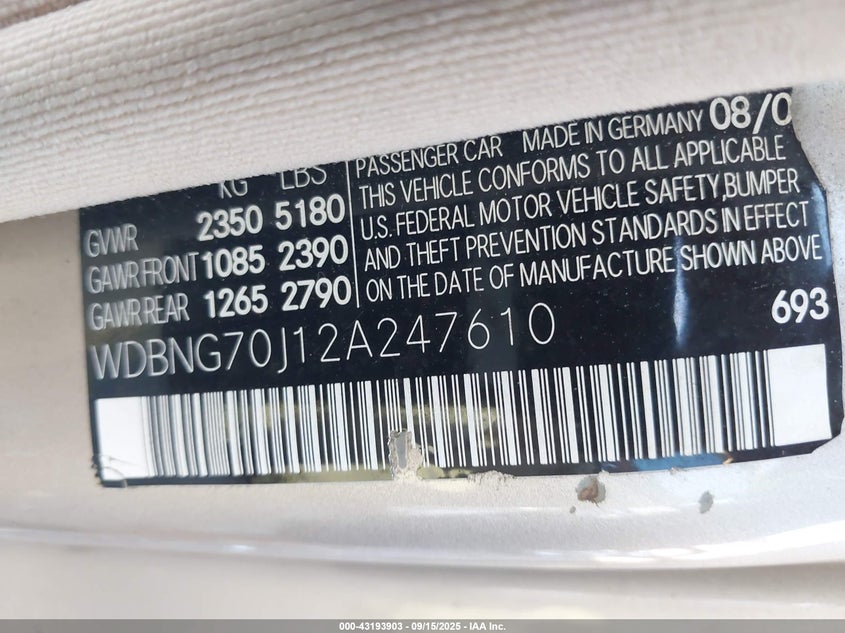 KG LBS
GVWR 2350 5180
GAWR FRONT 1085 2390
GAWR REAR 1265 2790
PASSENGER CAR MADE IN GERMANY 08/0
THIS VEHICLE CONFORMS TO ALL APPLICABLE
U.S. FEDERAL MOTOR VEHICLE SAFETY, BUMPER
AND THEFT PREVENTION STANDARDS IN EFFECT
ON THE DATE OF MANUFACTURE SHOWN ABOVE
693
WDBNG70J12A247610
000-43193903 - 09/15/2025 - IAA Inc.